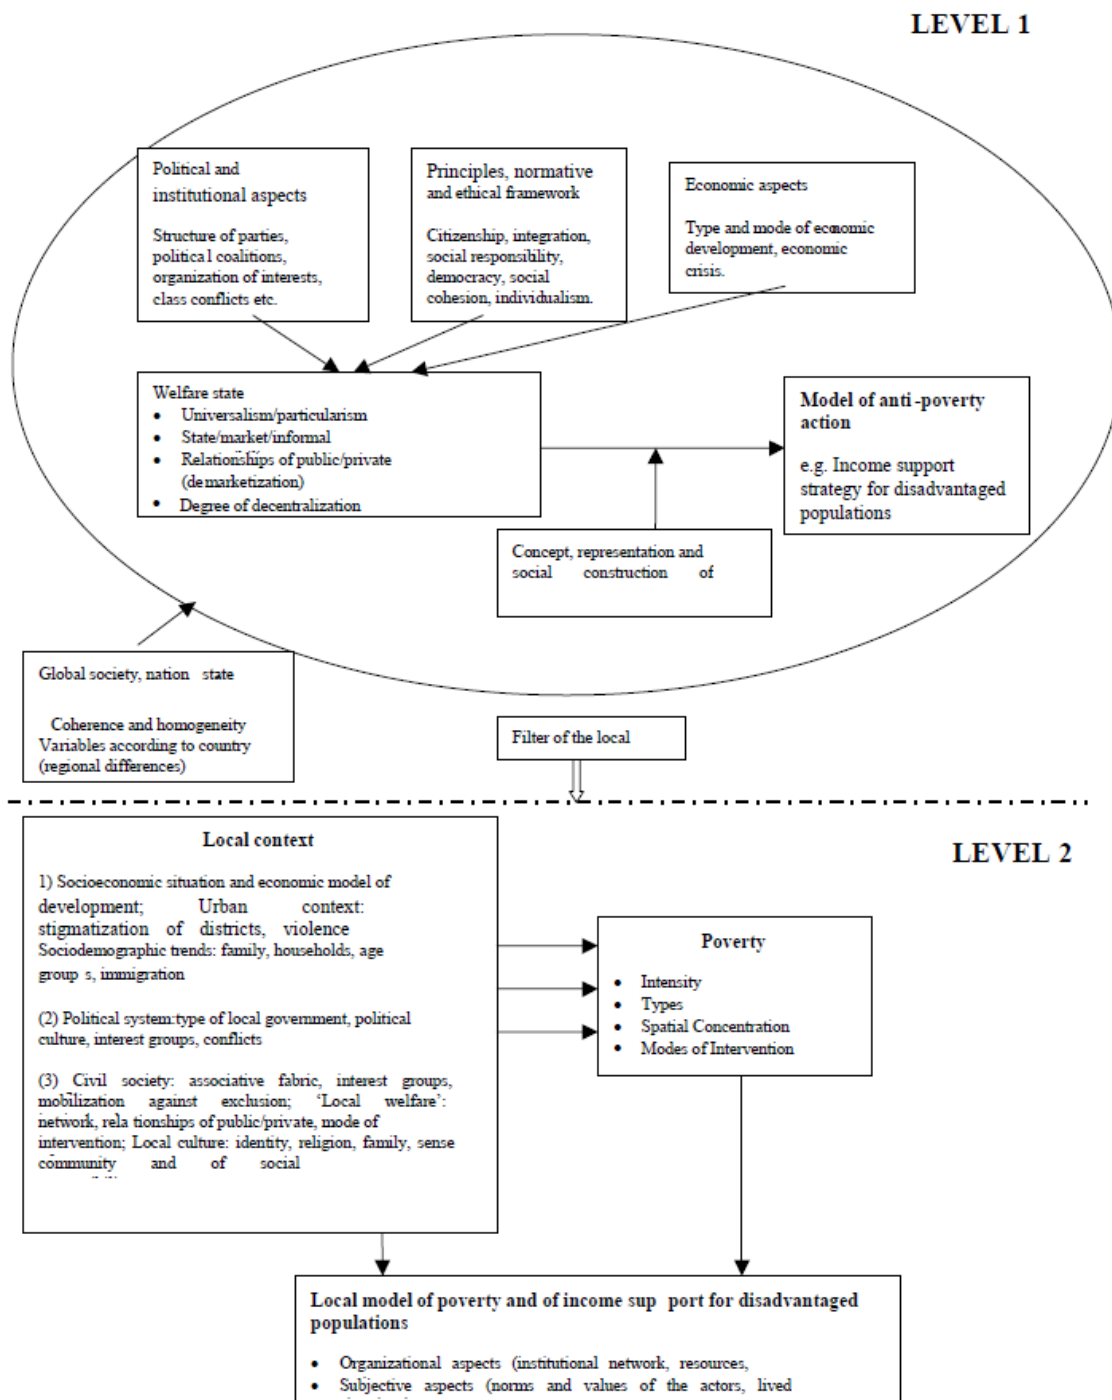 LEVEL 1
Political and
institutional aspects
Structure of parties,
political coalitions,
organization of interests,
class conflicts etc.
Principles, normative
and ethical framework
Citizenship, integration,
social responsibility,
democracy, social
cohesion, individualism.
Economic aspects
Type and mode of economic
development, economic
crisis.
Welfare state
• Universalism/particularism
• State/market/informal
• Relationships of public/private
(demarketization)
• Degree of decentralization
Model of anti-poverty
action
e.g. Income support
strategy for disadvantaged
populations
Concept, representation and
social construction of
Global society, nation state
Coherence and homogeneity
Variables according to country
(regional differences)
Filter of the local
LEVEL 2
Local context
1) Socioeconomic situation and economic model of
development; Urban context:
stigmatization of districts, violence
Sociodemographic trends: family, households, age
group s, immigration
(2) Political system:type of local government, political
culture, interest groups, conflicts
(3) Civil society: associative fabric, interest groups,
mobilization against exclusion; ‘Local welfare’:
network, rela tionships of public/private, mode of
intervention; Local culture: identity, religion, family, sense
community and of social
Poverty
• Intensity
• Types
• Spatial Concentration
• Modes of Intervention
Local model of poverty and of income sup port for disadvantaged
populations
• Organizational aspects (institutional network, resources,
• Subjective aspects (norms and values of the actors, lived